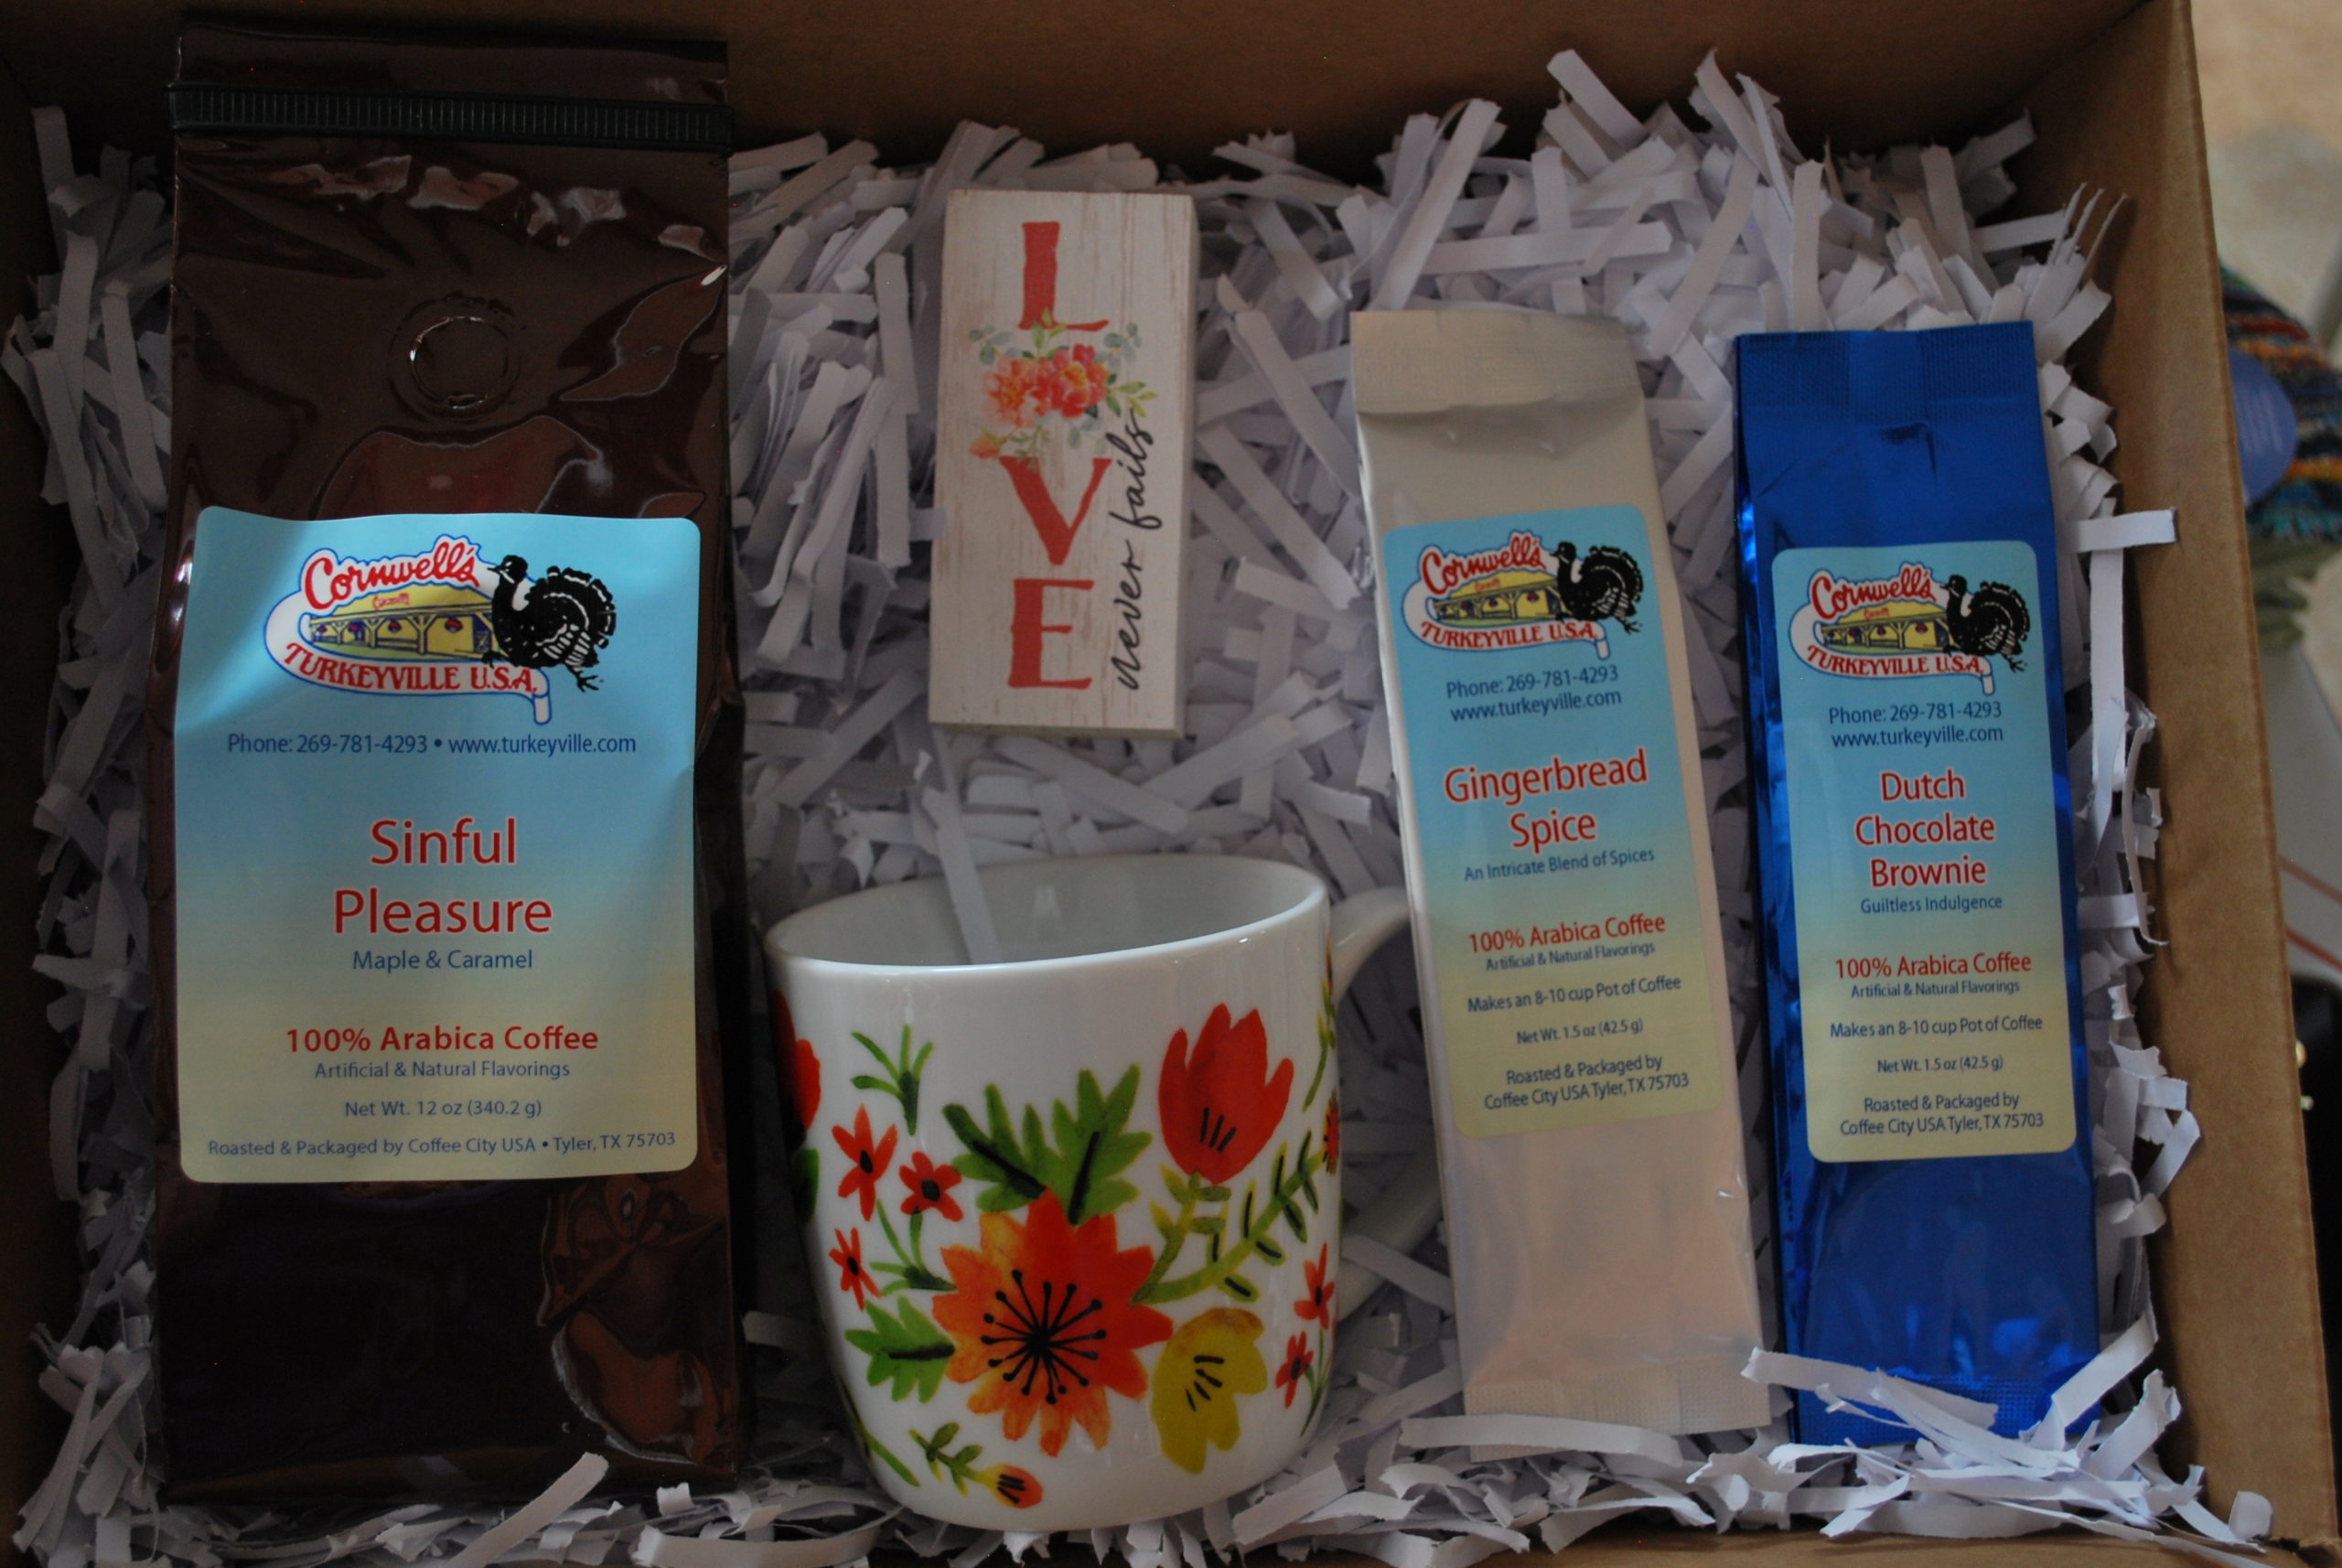 Cornwell's
TURKEYVILLE U.S.A.
Phone: 269-781-4293 • www.turkeyville.com
Sinful
Pleasure
Maple & Caramel
100% Arabica Coffee
Artificial & Natural Flavorings
Net Wt. 12 oz (340.2 g)
Roasted & Packaged by Coffee City USA • Tyler, TX 75703
L
VE
never fails
Cornwell's
TURKEYVILLE U.S.A.
Phone: 269-781-4293
www.turkeyville.com
Gingerbread
Spice
An Intricate Blend of Spices
100% Arabica Coffee
Artificial & Natural Flavorings
Makes an 8-10 cup Pot of Coffee
Net Wt. 1.5 oz (42.5 g)
Roasted & Packaged by
Coffee City USA Tyler, TX 75703
Cornwell's
TURKEYVILLE U.S.A.
Phone: 269-781-4293
www.turkeyville.com
Dutch
Chocolate
Brownie
Guiltless Indulgence
100% Arabica Coffee
Artificial & Natural Flavorings
Makes an 8-10 cup Pot of Coffee
Net Wt. 1.5 oz (42.5 g)
Roasted & Packaged by
Coffee City USA Tyler, TX 75703